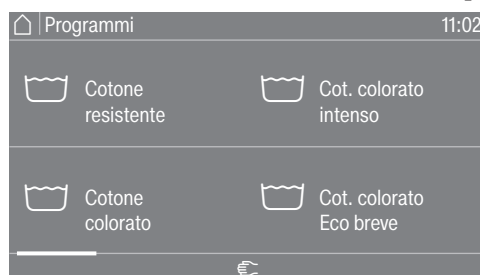 Programmi 11:02
Cotone
resistente
Cot. colorato
intenso
Cotone
colorato
Cot. colorato
Eco breve